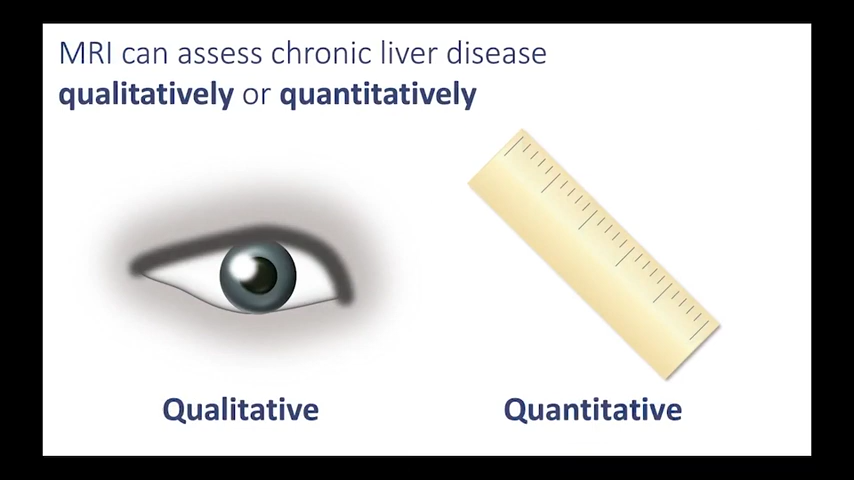 MRI can assess chronic liver disease
qualitatively or quantitatively
Qualitative
Quantitative